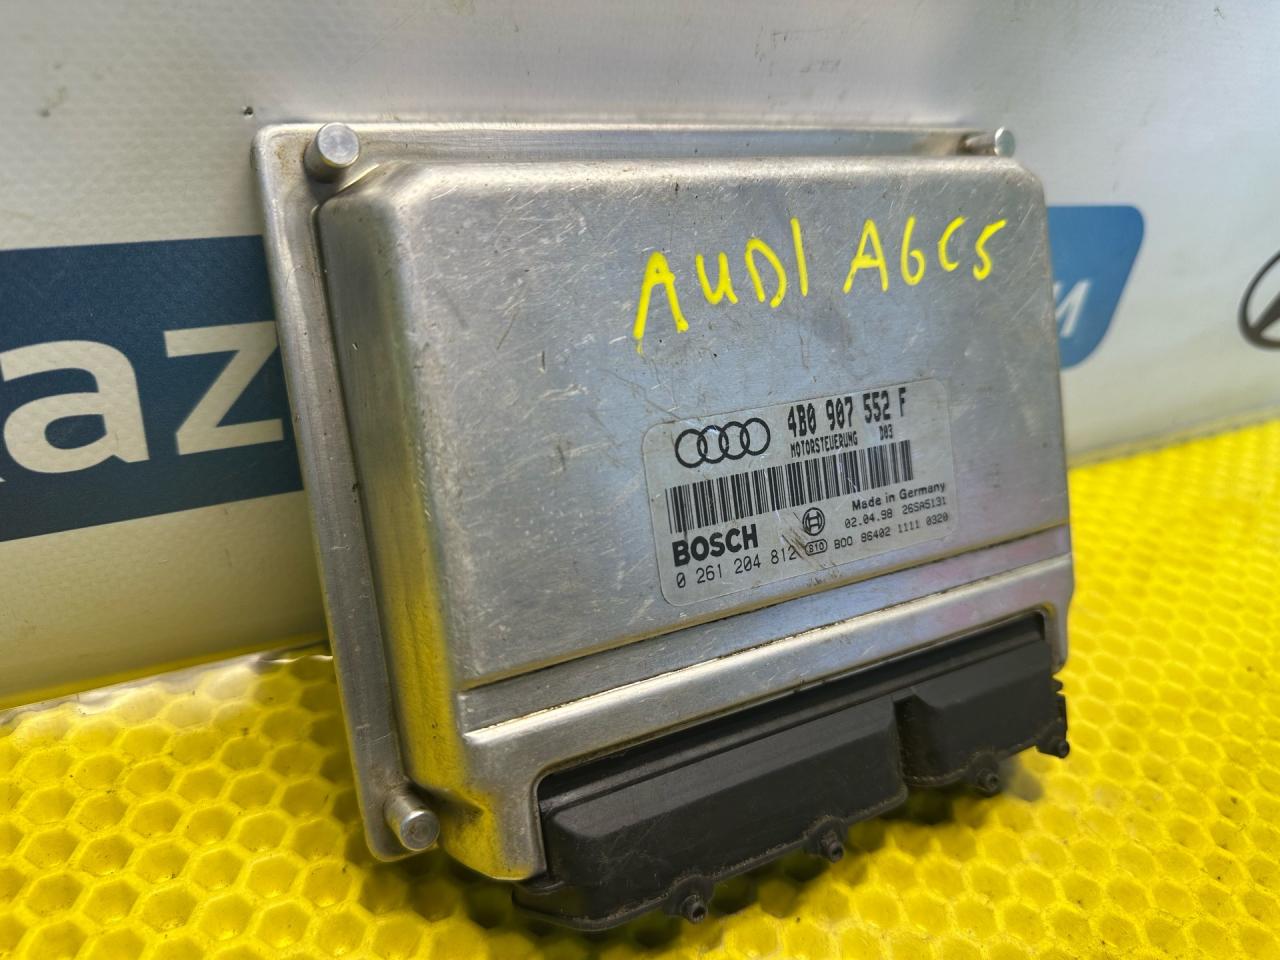 AUDI A6C5
az
4B0 907 552 F
MOTORSTEUERUNG D03
Made in Germany
BOSCH
02.04.98 26SA5131
0 261 204 812 810 B00 86402 1111 0320